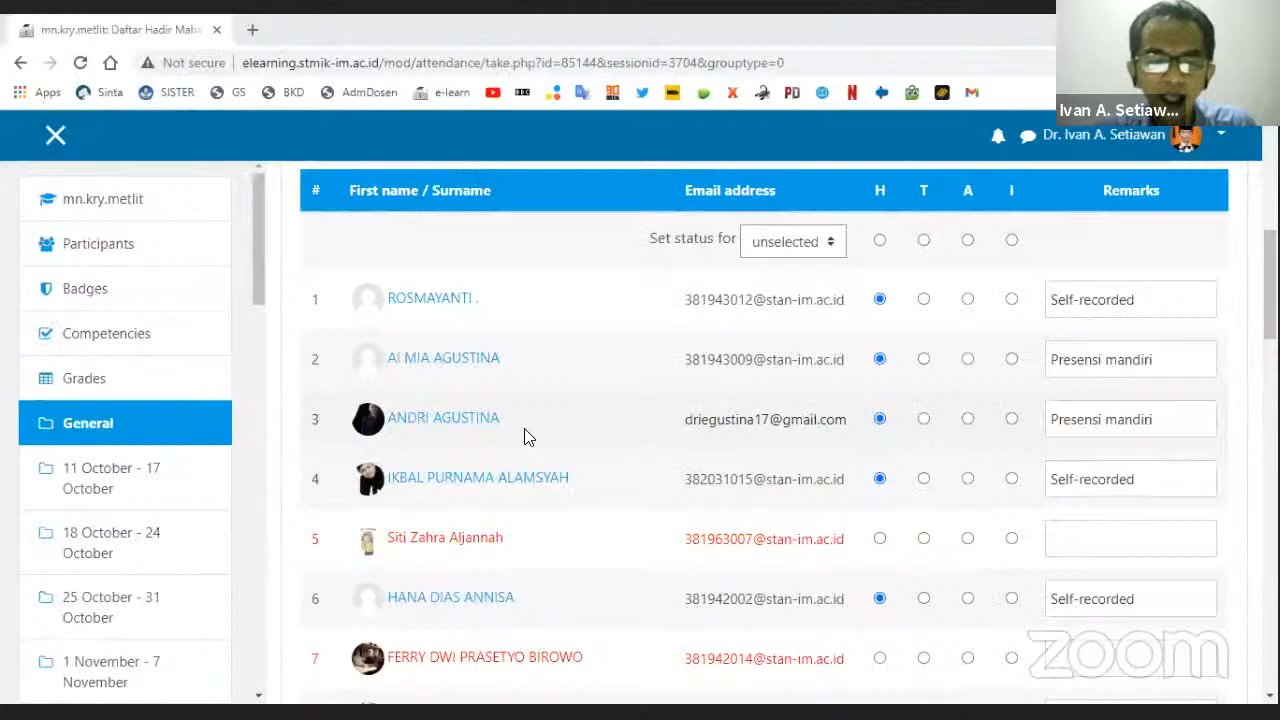 mn.kry.metlit: Daftar Hadir Mah
Not secure
elearning.stmik-im.ac.id/mod/attendance/take.php?id=85144&sessionid=3704&grouptype=0
Apps
Sinta
SISTER
GS
BKD
AdmDosen
e-learn
Ivan A. Setiaw...
Dr. Ivan A. Setiawan
mn.kry.metlit
Participants
Badges
Competencies
Grades
General
11 October - 17
October
18 October - 24
October
25 October - 31
October
1 November - 7
November
# First name / Surname Email address H T A I Remarks
Set status for unselected
1 ROSMAYANTI . 381943012@stan-im.ac.id Self-recorded
2 AI MIA AGUSTINA 381943009@stan-im.ac.id Presensi mandiri
3 ANDRI AGUSTINA driegustina17@gmail.com Presensi mandiri
4 IKBAL PURNAMA ALAMSYAH 382031015@stan-im.ac.id Self-recorded
5 Siti Zahra Aljannah 381963007@stan-im.ac.id
6 HANA DIAS ANNISA 381942002@stan-im.ac.id Self-recorded
7 FERRY DWI PRASETYO BIROWO 381942014@stan-im.ac.id
zoom